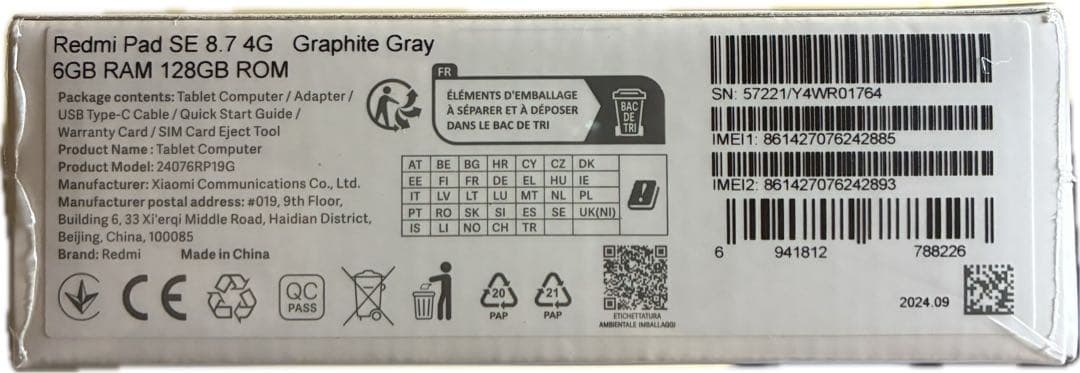 Redmi Pad SE 8.7 4G Graphite Gray
6GB RAM 128GB ROM
Package contents: Tablet Computer / Adapter /
USB Type-C Cable / Quick Start Guide /
Warranty Card / SIM Card Eject Tool
Product Name: Tablet Computer
Product Model: 24076RP19G
Manufacturer: Xiaomi Communications Co., Ltd.
Manufacturer postal address: #019, 9th Floor,
Building 6, 33 Xi'erqi Middle Road, Haidian District,
Beijing, China, 100085
Brand: Redmi Made in China
FR
ÉLÉMENTS D'EMBALLAGE
À SÉPARER ET À DÉPOSER
DANS LE BAC DE TRI
BAC
DE
TRI
AT BE BG HR CY CZ DK
EE FI FR DE EL HU IE
IT LV LT LU MT NL PL
PT RO SK SI ES SE UK(NI)
IS LI NO CH TR
CE
QC
PASS
20
PAP
21
PAP
ETICHETTATURA
AMBIENTALE IMBALLAGGI
SN: 57221/Y4WR01764
IMEI1: 861427076242885
IMEI2: 861427076242893
6 941812 788226
2024.09